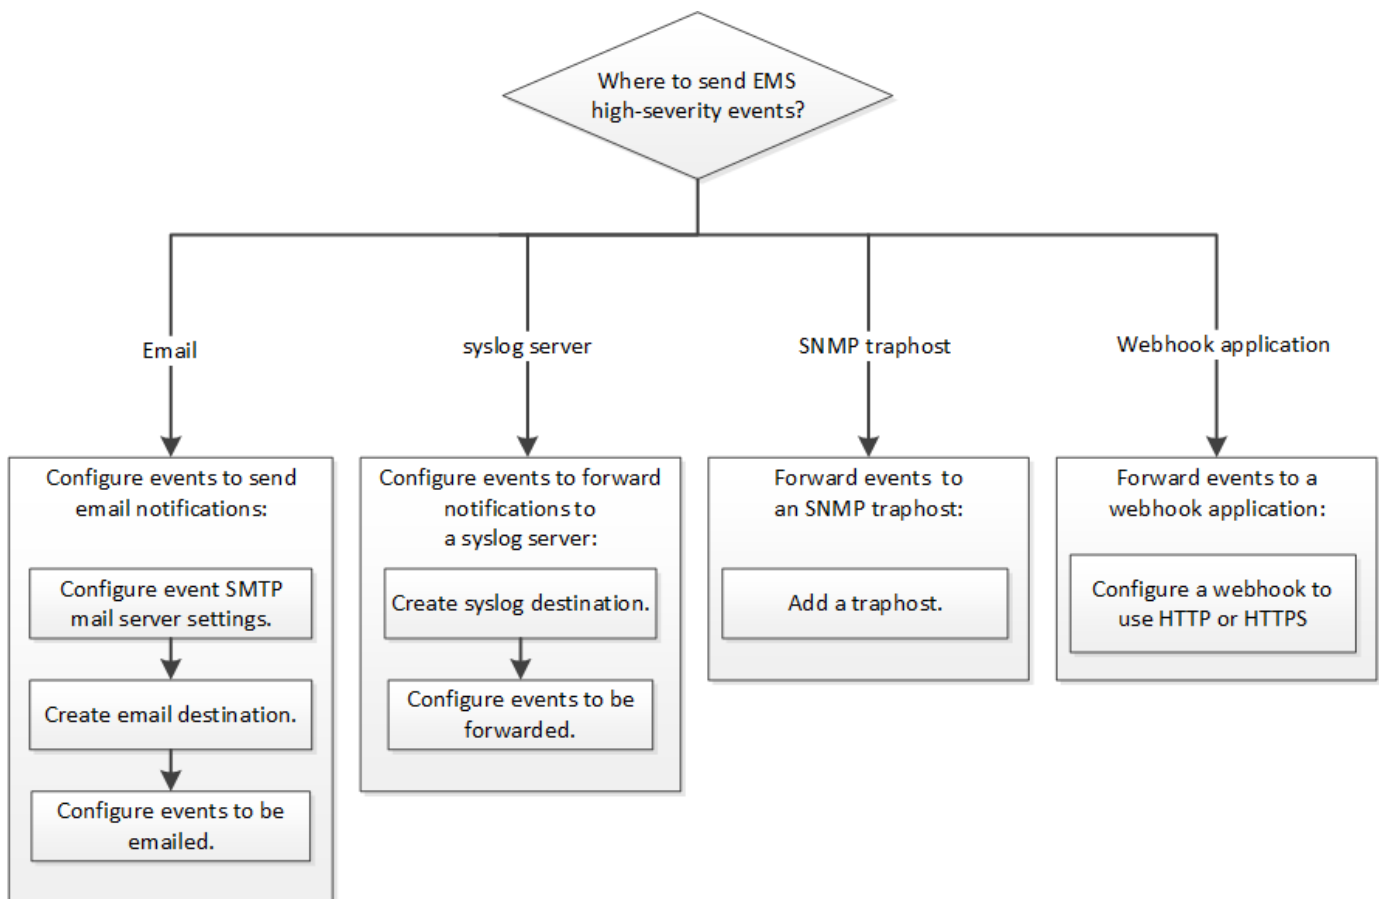 Where to send EMS
high-severity events?
Email
syslog server
SNMP traphost
Webhook application
Configure events to send
email notifications:
Configure event SMTP
mail server settings.
Create email destination.
Configure events to be
emailed.
Configure events to forward
notifications to
a syslog server:
Create syslog destination.
Configure events to be
forwarded.
Forward events to
an SNMP traphost:
Add a traphost.
Forward events to a
webhook application:
Configure a webhook to
use HTTP or HTTPS